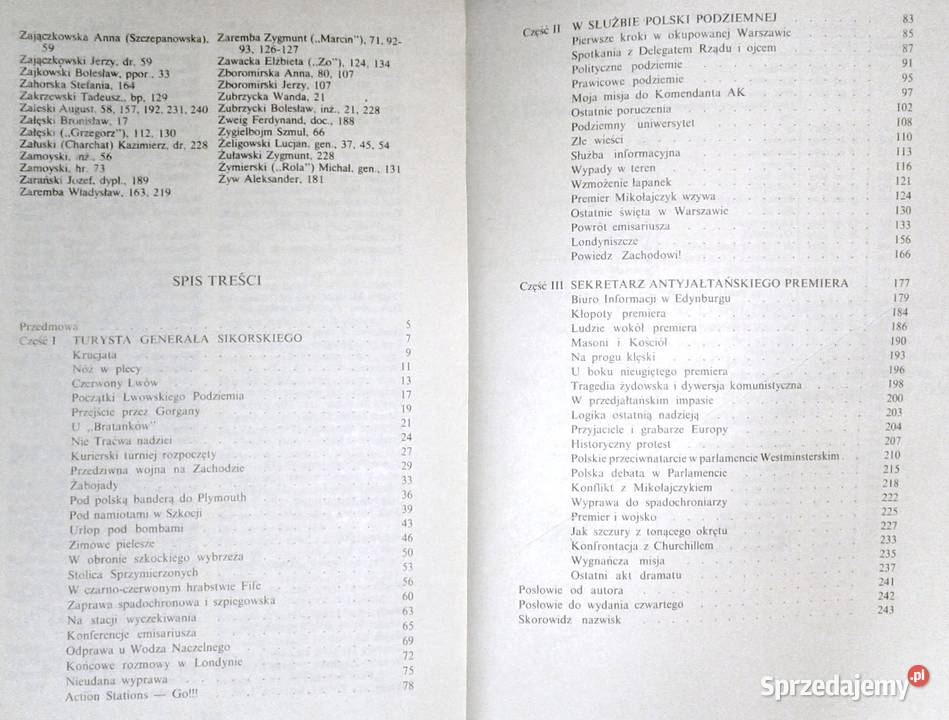 Zajączkowska Anna (Szczepanowska), 59
Zajączkowski Jerzy, dr. 59
Zajkowski Bolesław, ppor. 33
Zahorska Stefania, 164
Zakrzewski Tadeusz, bp. 129
Zaleski August, 58, 157, 192, 231, 240
Załęski Bronisław, 17
Załęski („Grzegorz"), 112, 130
Załuski (Charchat) Kazimierz, dr. 228
Zamoyski, inż., 56
Zamoyski, hr. 73
Zarański Józef, dypl., 189
Zaremba Władysław, 163, 219
Zaremba Zygmunt („Marcin"), 71, 92-
93, 126-127
Zawacka Elżbieta („Zo"), 124, 134
Zboromirska Anna, 80, 107
Zboromirski Jerzy, 107
Zubrzycka Wanda, 21
Zubrzycki Bolesław, inż., 21, 228
Zweig Ferdynand, doc., 188
Zygielbojm Szmul, 66
Żeligowski Lucjan, gen., 37, 45, 54
Żuławski Zygmunt, 228
Żymierski („Rola") Michał, gen., 131
Żyw Aleksander, 181
SPIS TREŚCI
Przedmowa 5
Część I TURYSTA GENERAŁA SIKORSKIEGO 7
Krucjata 9
Nóż w plecy 11
Czerwony Lwów 13
Początki Lwowskiego Podziemia 17
Przejście przez Gorgany 19
U „Bratanków" 21
Nie Traćwa nadziei 24
Kurierski turniej rozpoczęty 27
Przedziwna wojna na Zachodzie 29
Żabojady 33
Pod polską banderą do Plymouth 36
Pod namiotami w Szkocji 39
Urlop pod bombami 43
Zimowe pielesze 46
W obronie szkockiego wybrzeża 50
Stolica Sprzymierzonych 53
W czarno-czerwonym hrabstwie Fife 56
Zaprawa spadochronowa i szpiegowska 60
Na stacji wyczekiwania 63
Konferencje emisariusza 65
Odprawa u Wodza Naczelnego 69
Końcowe rozmowy w Londynie 72
Nieudana wyprawa 75
Action Stations — Go!!! 78
Część II W SŁUŻBIE POLSKI PODZIEMNEJ 83
Pierwsze kroki w okupowanej Warszawie 85
Spotkania z Delegatem Rządu i ojcem 87
Polityczne podziemie 91
Prawicowe podziemie 95
Moja misja do Komendanta AK 97
Ostatnie poruczenia 102
Podziemny uniwersytet 108
Złe wieści 110
Służba informacyjna 113
Wypady w teren 116
Wzmożenie łapanek 121
Premier Mikołajczyk wzywa 124
Ostatnie święta w Warszawie 130
Powrót emisariusza 133
Londyniszcze 156
Powiedz Zachodowi! 166
Część III SEKRETARZ ANTYJAŁTAŃSKIEGO PREMIERA 177
Biuro Informacji w Edynburgu 179
Kłopoty premiera 184
Ludzie wokół premiera 186
Masoni i Kościół 190
Na progu klęski 193
U boku nieugiętego premiera 196
Tragedia żydowska i dywersja komunistyczna 198
W przedjałtańskim impasie 200
Logika ostatnią nadzieją 203
Przyjaciele i grabarze Europy 204
Historyczny protest 207
Polskie przeciwnatarcie w parlamencie Westminsterskim 210
Polska debata w Parlamencie 215
Konflikt z Mikołajczykiem 218
Wyprawa do spadochroniarzy 222
Premier i wojsko 225
Jak szczury z tonącego okrętu 227
Konfrontacja z Churchillem 233
Wygnańcza misja 235
Ostatni akt dramatu 237
Posłowie od autora 241
Posłowie do wydania czwartego 242
Skorowidz nazwisk 243
Sprzedajemy.pl